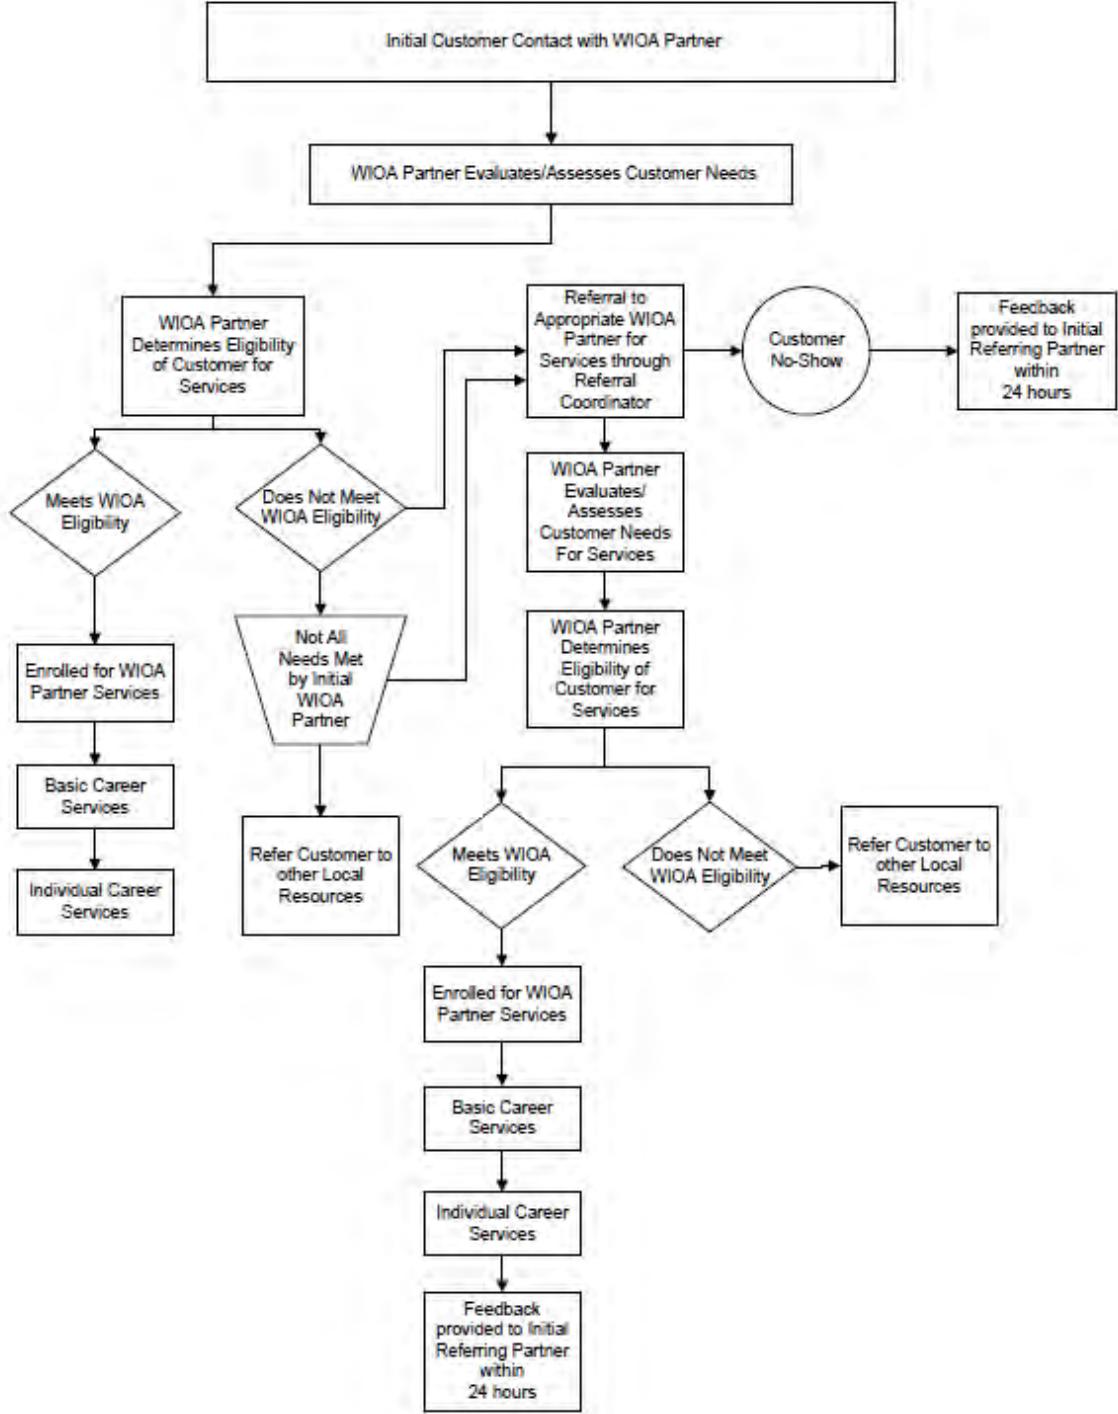 Initial Customer Contact with WIOA Partner
WIOA Partner Evaluates/Assesses Customer Needs
WIOA Partner
Determines Eligibility
of Customer for
Services
Referral to
Appropriate WIOA
Partner for
Services through
Referral
Coordinator
Customer
No-Show
Feedback
provided to Initial
Referring Partner
within
24 hours
Meets WIOA
Eligibility
Does Not Meet
WIOA Eligibility
WIOA Partner
Evaluates/
Assesses
Customer Needs
For Services
Enrolled for WIOA
Partner Services
Not All
Needs Met
by Initial
WIOA
Partner
WIOA Partner
Determines
Eligibility of
Customer for
Services
Basic Career
Services
Individual Career
Services
Refer Customer to
other Local
Resources
Meets WIOA
Eligibility
Does Not Meet
WIOA Eligibility
Refer Customer to
other Local
Resources
Enrolled for WIOA
Partner Services
Basic Career
Services
Individual Career
Services
Feedback
provided to Initial
Referring Partner
within
24 hours